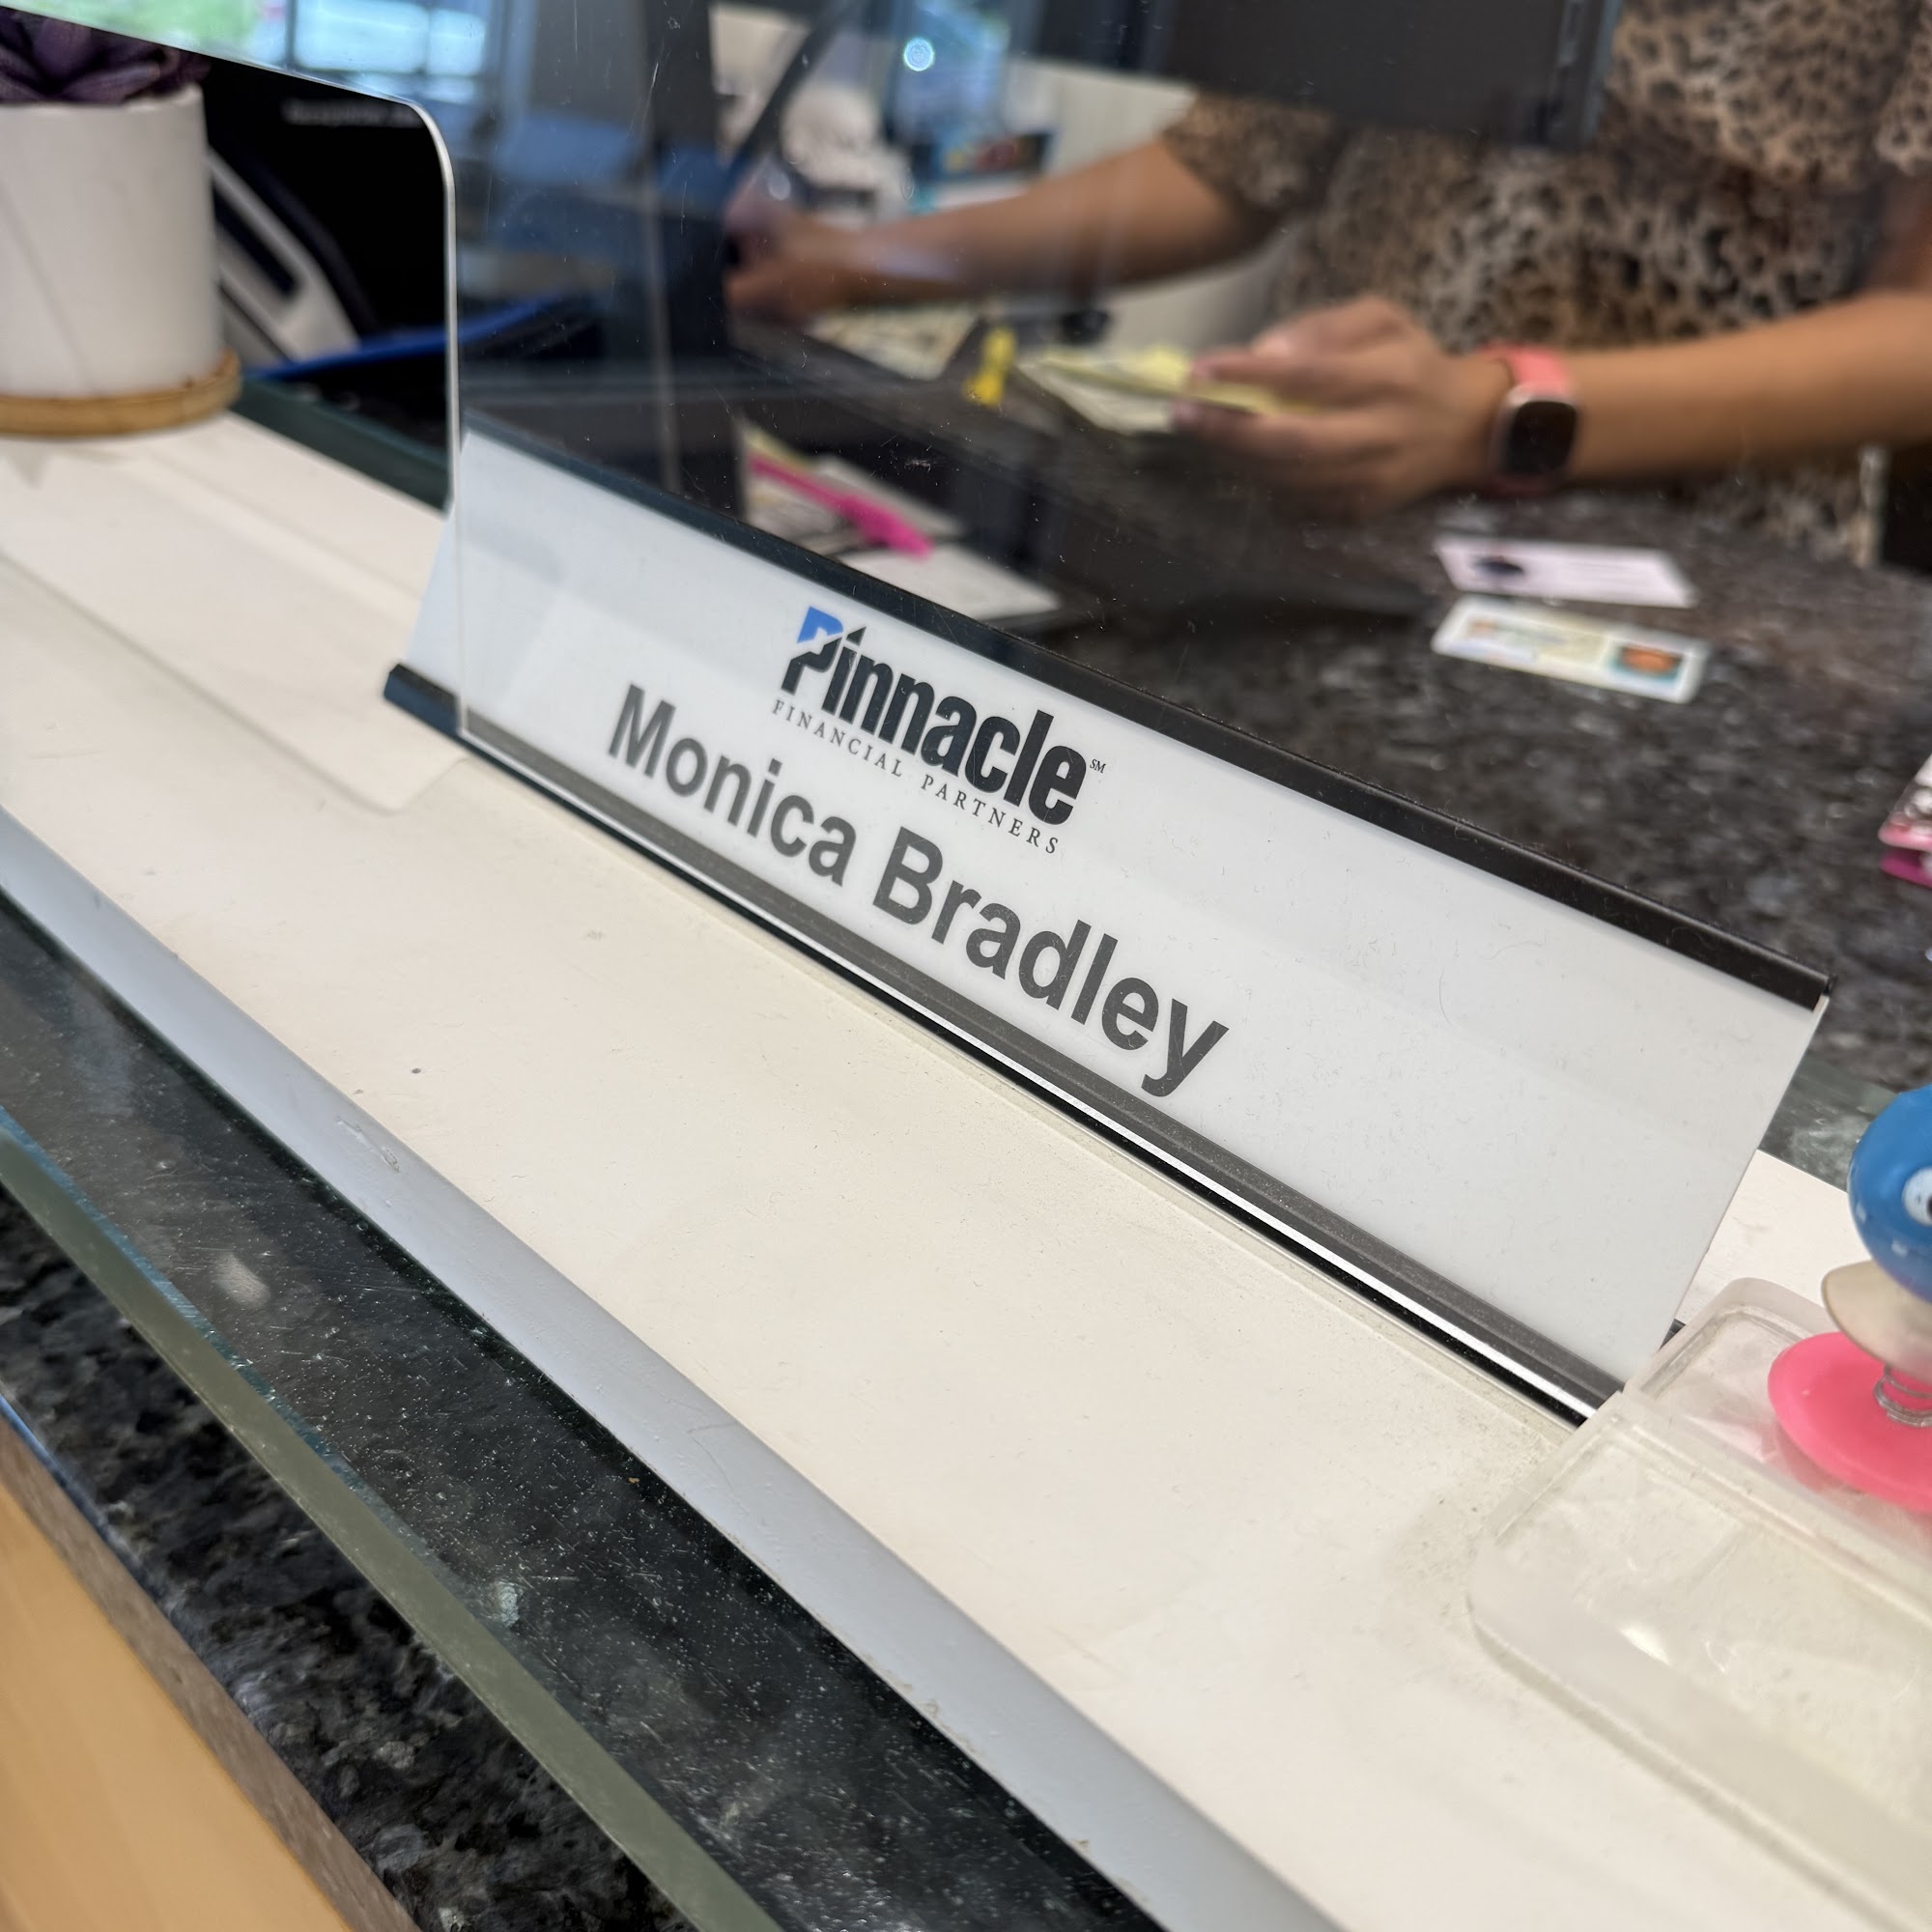 Pinnacle SM
FINANCIAL PARTNERS
Monica Bradley